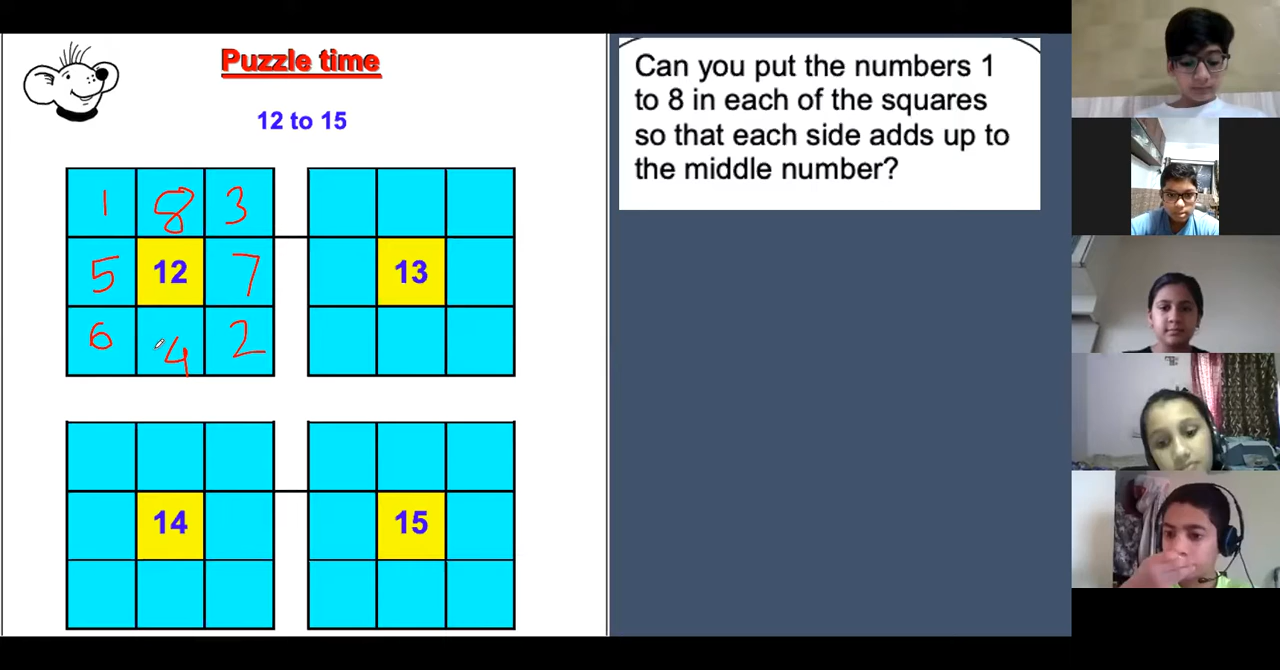 Puzzle time
12 to 15
1 8 3
5 12 7
6 4 2
13
14
15
Can you put the numbers 1
to 8 in each of the squares
so that each side adds up to
the middle number?